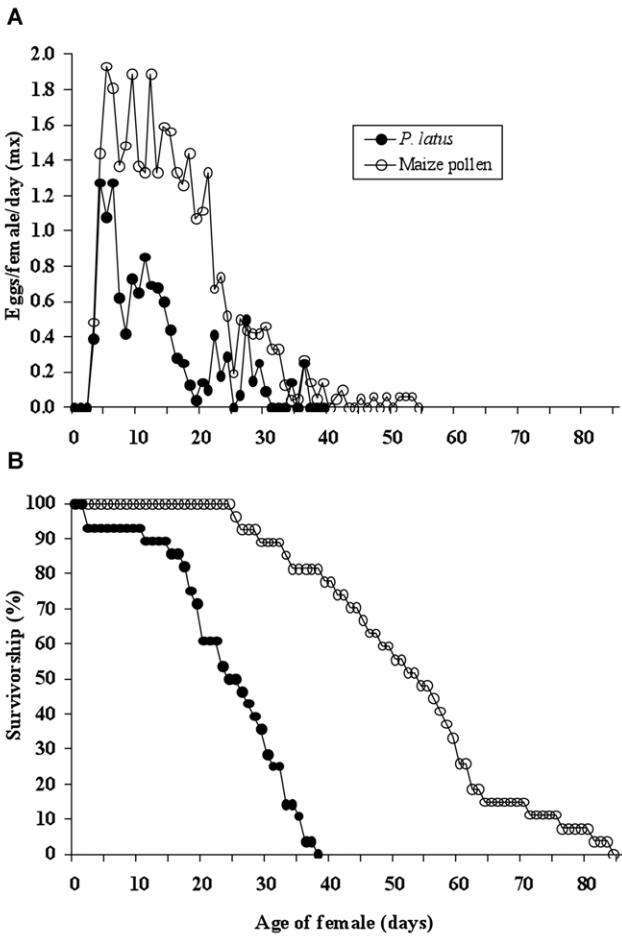 A
2.0
1.8
1.6
1.4
1.2
1.0
0.8
0.6
0.4
0.2
0.0
Eggs/female/day (mx)
P. latus
Maize pollen
0 10 20 30 40 50 60 70 80
B
100
90
80
70
60
50
40
30
20
10
0
Survivorship (%)
0 10 20 30 40 50 60 70 80
Age of female (days)